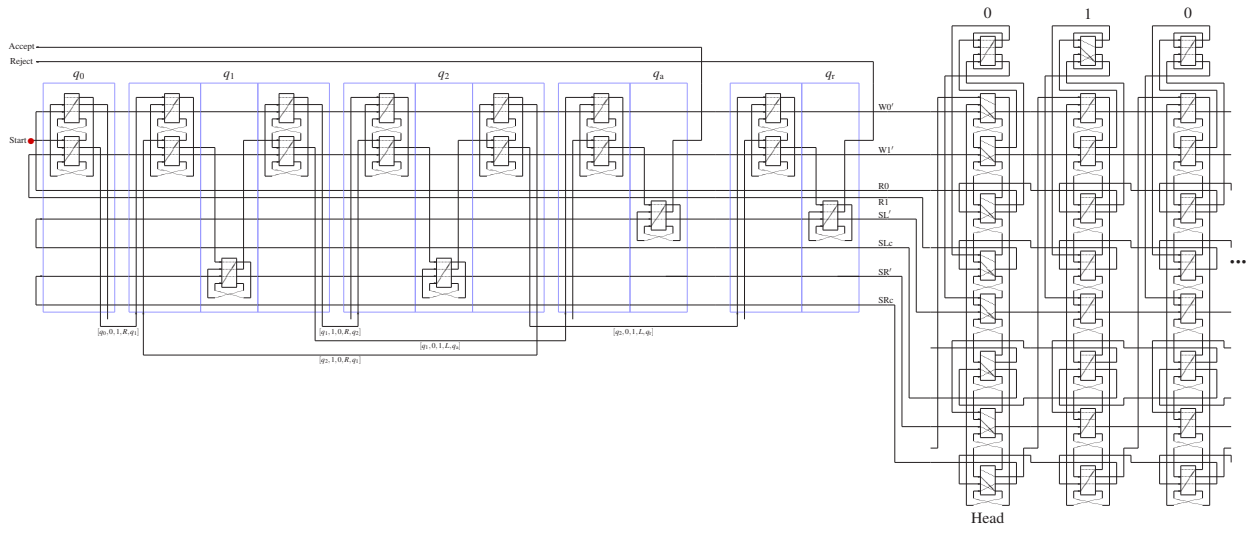 0 1 0
Accept
Reject
q0 q1 q2 qa qr
W0′
Start
W1′
R0
R1
SL′
SLc
SR′
SRc
[q0,0,1,R,q1] [q1,1,0,R,q2] [q2,0,1,L,qr]
[q1,0,1,L,qa]
[q2,1,0,R,q1]
Head